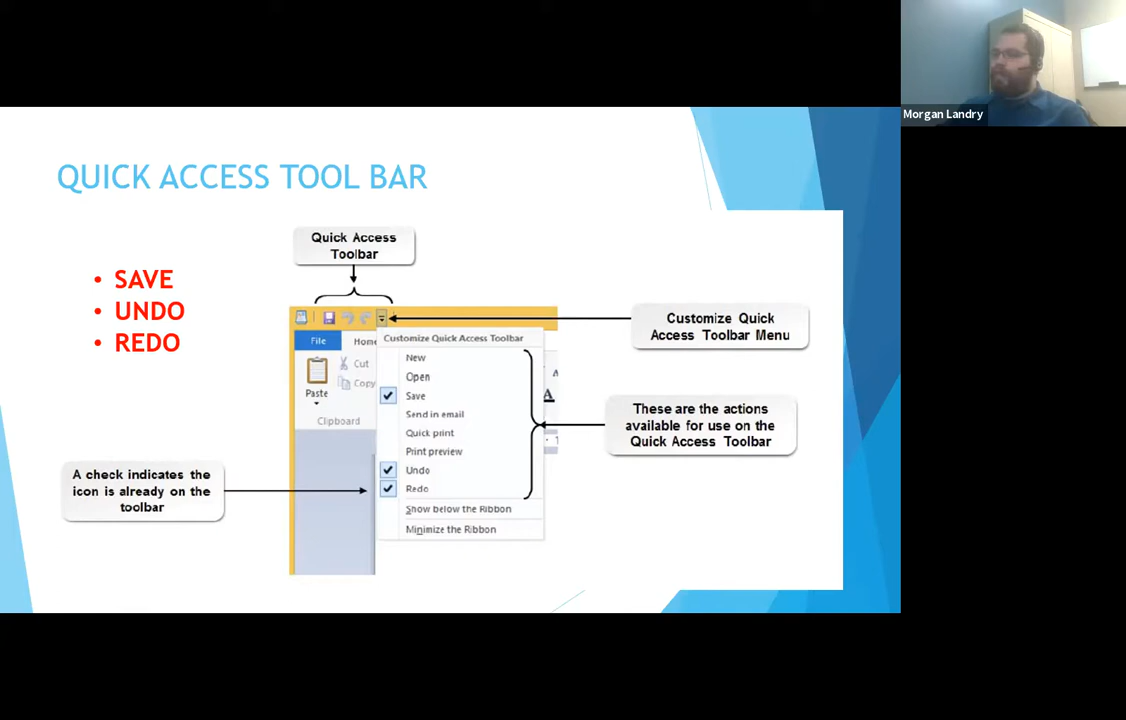 Morgan Landry
QUICK ACCESS TOOL BAR
• SAVE
• UNDO
• REDO
Quick Access
Toolbar
Customize Quick
Access Toolbar Menu
File
Home
Customize Quick Access Toolbar
New
Open
Save
Send in email
Quick print
Print preview
Undo
Redo
Show below the Ribbon
Minimize the Ribbon
Cut
Copy
Paste
Clipboard
A
A
These are the actions
available for use on the
Quick Access Toolbar
A check indicates the
icon is already on the
toolbar